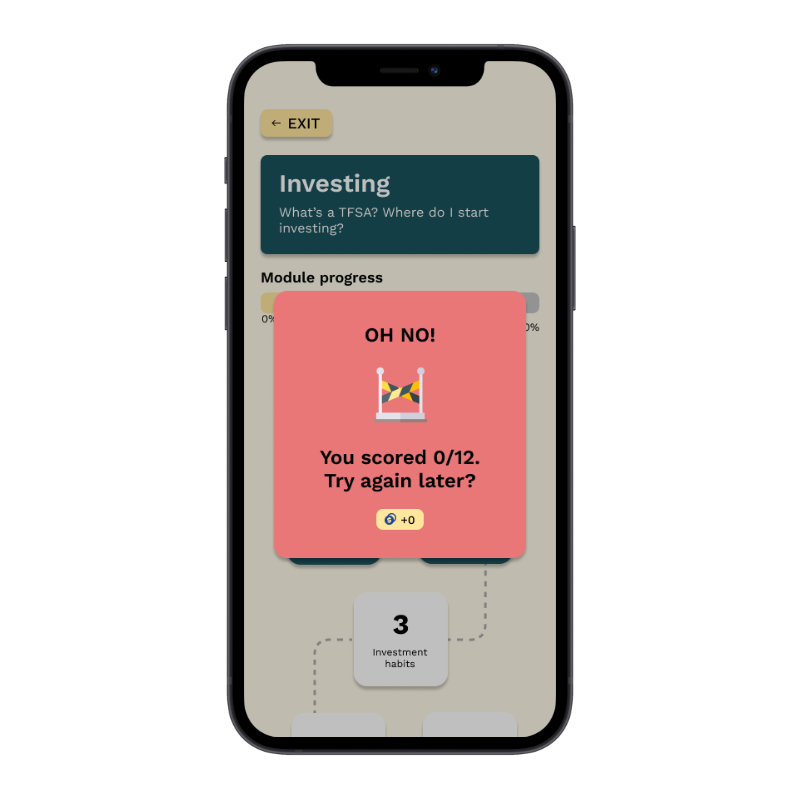 ← EXIT
Investing
What's a TFSA? Where do I start
investing?
Module progress
0%
0%
OH NO!
You scored 0/12.
Try again later?
+0
3
Investment
habits